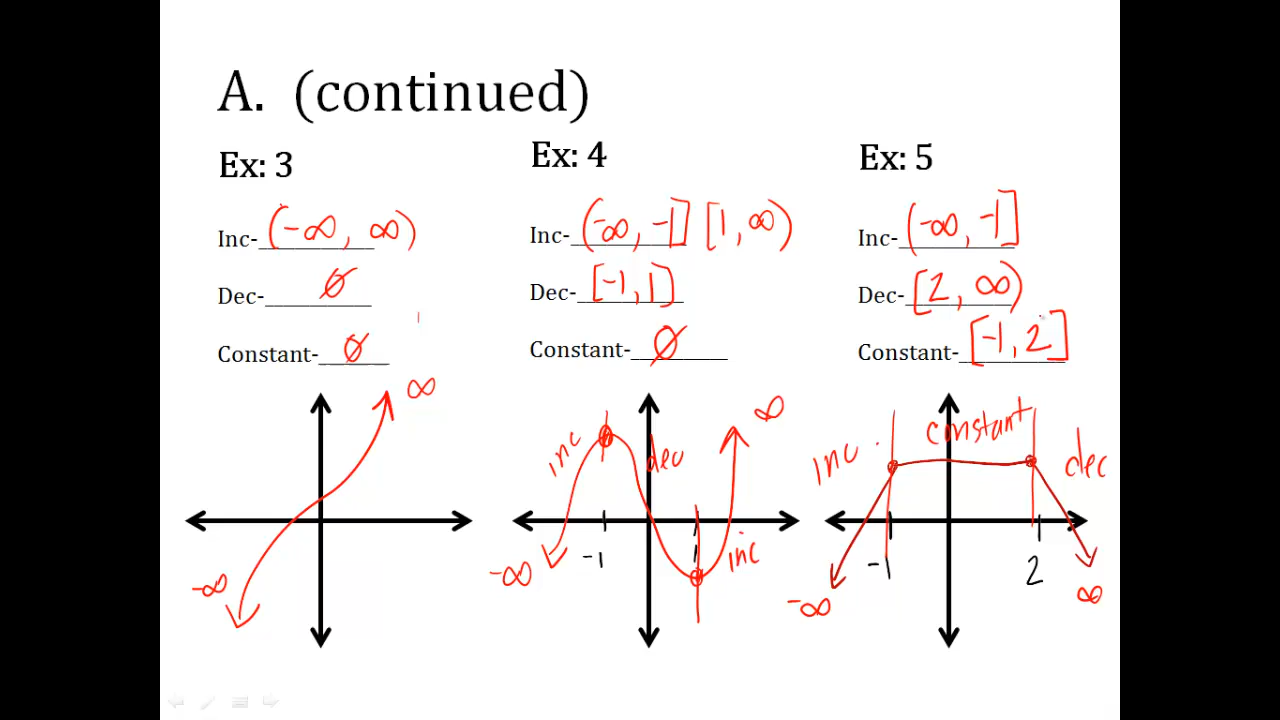 A. (continued)
Ex: 3
Inc- (-∞, ∞)
Dec- ∅
Constant- ∅
∞
-∞
Ex: 4
Inc- (-∞, -1] [1, ∞)
Dec- [-1, 1]
Constant- ∅
inc
dec
∞
-1
1
inc
-∞
Ex: 5
Inc- (-∞, -1]
Dec- [2, ∞)
Constant- [-1, 2]
inc
constant
dec
-1
2
-∞
∞